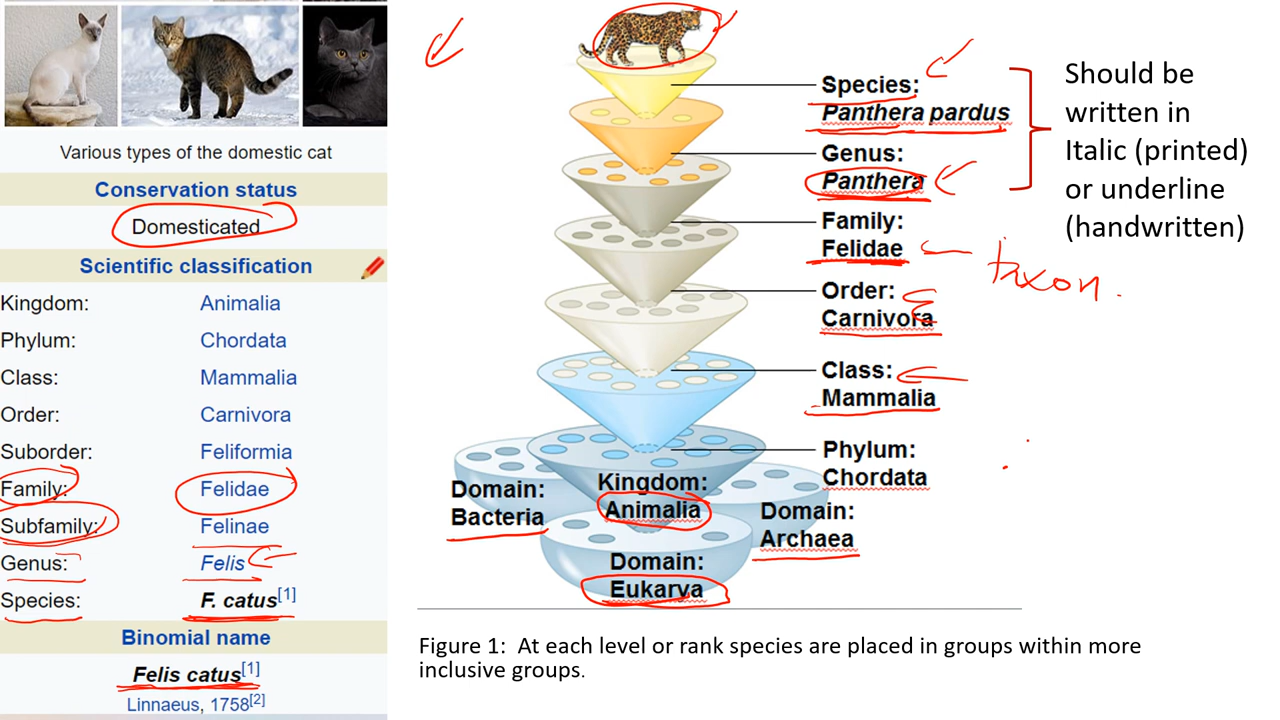 Various types of the domestic cat
Conservation status
Domesticated
Scientific classification
Kingdom: Animalia
Phylum: Chordata
Class: Mammalia
Order: Carnivora
Suborder: Feliformia
Family: Felidae
Subfamily: Felinae
Genus: Felis
Species: F. catus[1]
Binomial name
Felis catus[1]
Linnaeus, 1758[2]
Species:
Panthera pardus
Genus:
Panthera
Family:
Felidae
Order:
Carnivora
Class:
Mammalia
Phylum:
Chordata
Kingdom:
Animalia
Domain:
Bacteria
Domain:
Archaea
Domain:
Eukarya
Should be
written in
Italic (printed)
or underline
(handwritten)
taxon.
Figure 1: At each level or rank species are placed in groups within more
inclusive groups.